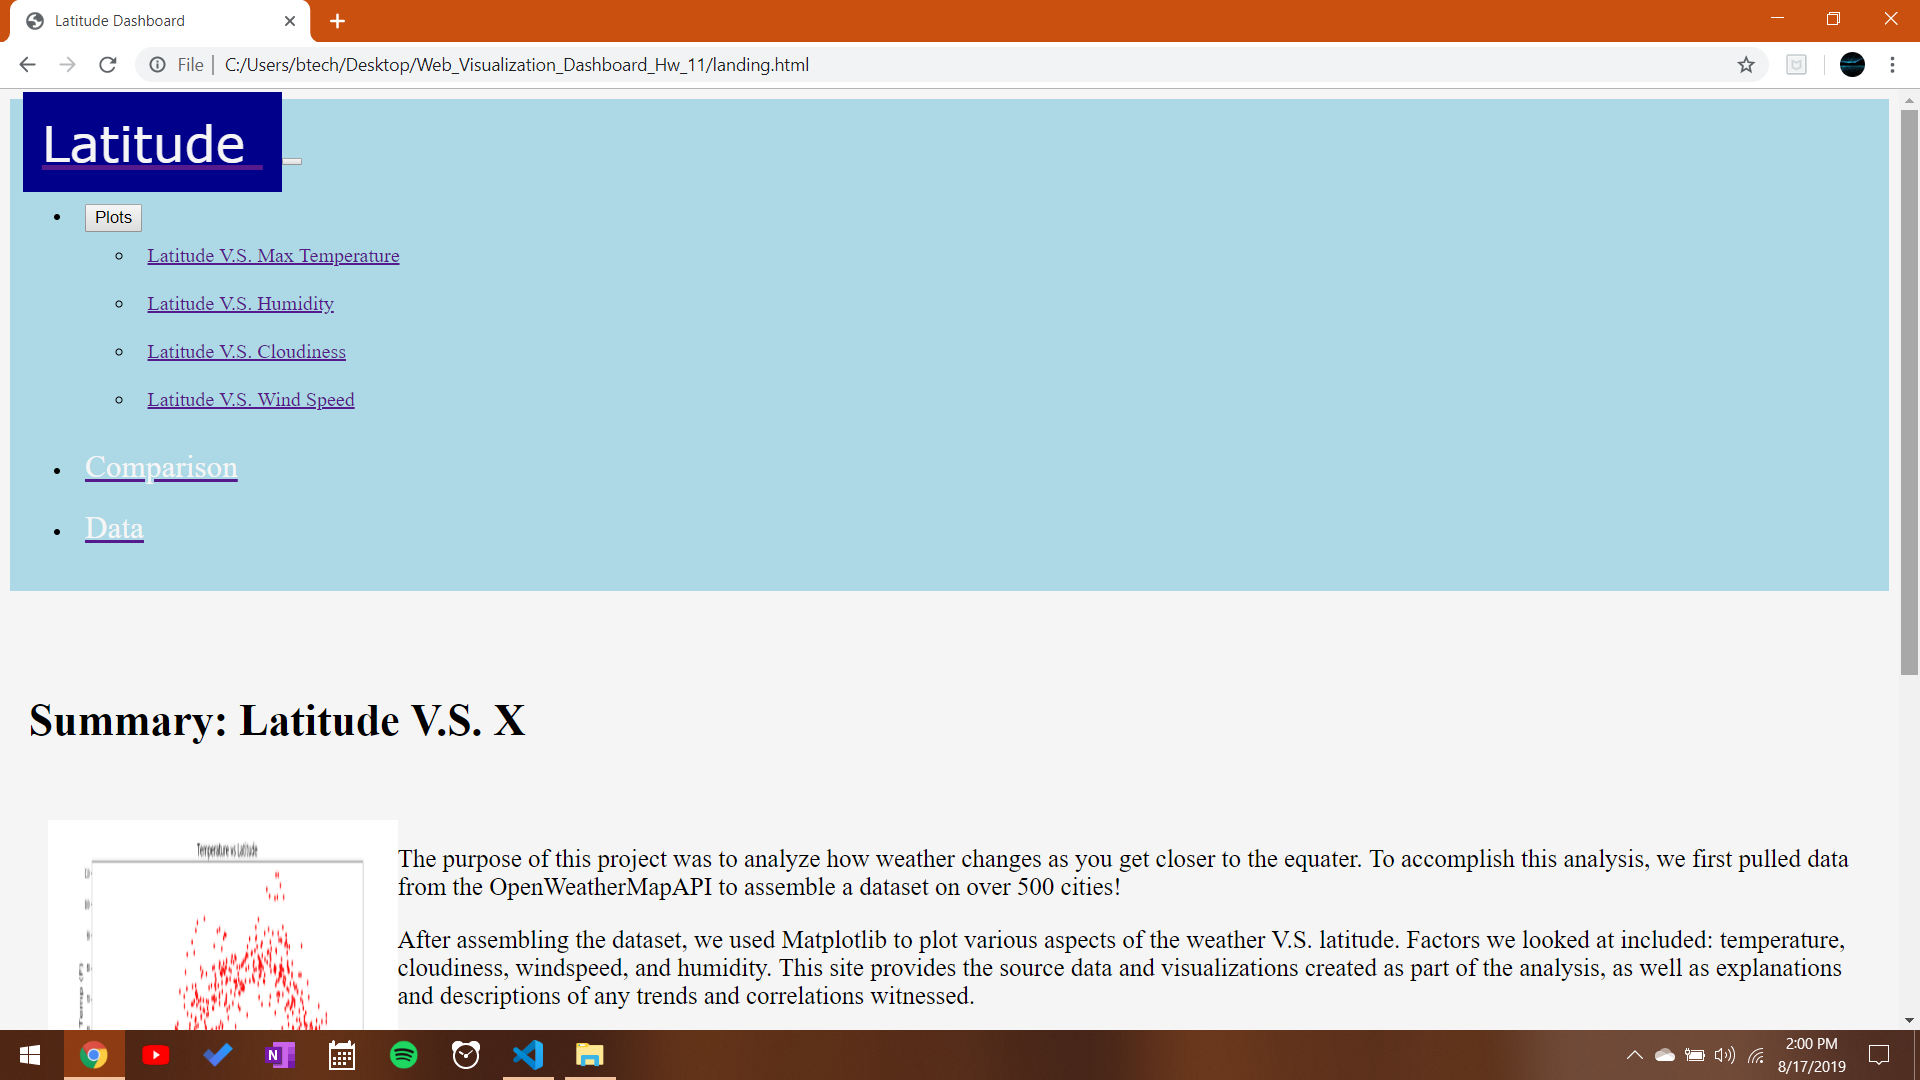 Latitude Dashboard
File
C:/Users/btech/Desktop/Web_Visualization_Dashboard_Hw_11/landing.html
Latitude
Plots
Latitude V.S. Max Temperature
Latitude V.S. Humidity
Latitude V.S. Cloudiness
Latitude V.S. Wind Speed
Comparison
Data
Summary: Latitude V.S. X
Temperature vs Latitude
Temp (F)
The purpose of this project was to analyze how weather changes as you get closer to the equater. To accomplish this analysis, we first pulled data
from the OpenWeatherMapAPI to assemble a dataset on over 500 cities!
After assembling the dataset, we used Matplotlib to plot various aspects of the weather V.S. latitude. Factors we looked at included: temperature,
cloudiness, windspeed, and humidity. This site provides the source data and visualizations created as part of the analysis, as well as explanations
and descriptions of any trends and correlations witnessed.
N
2:00 PM
8/17/2019